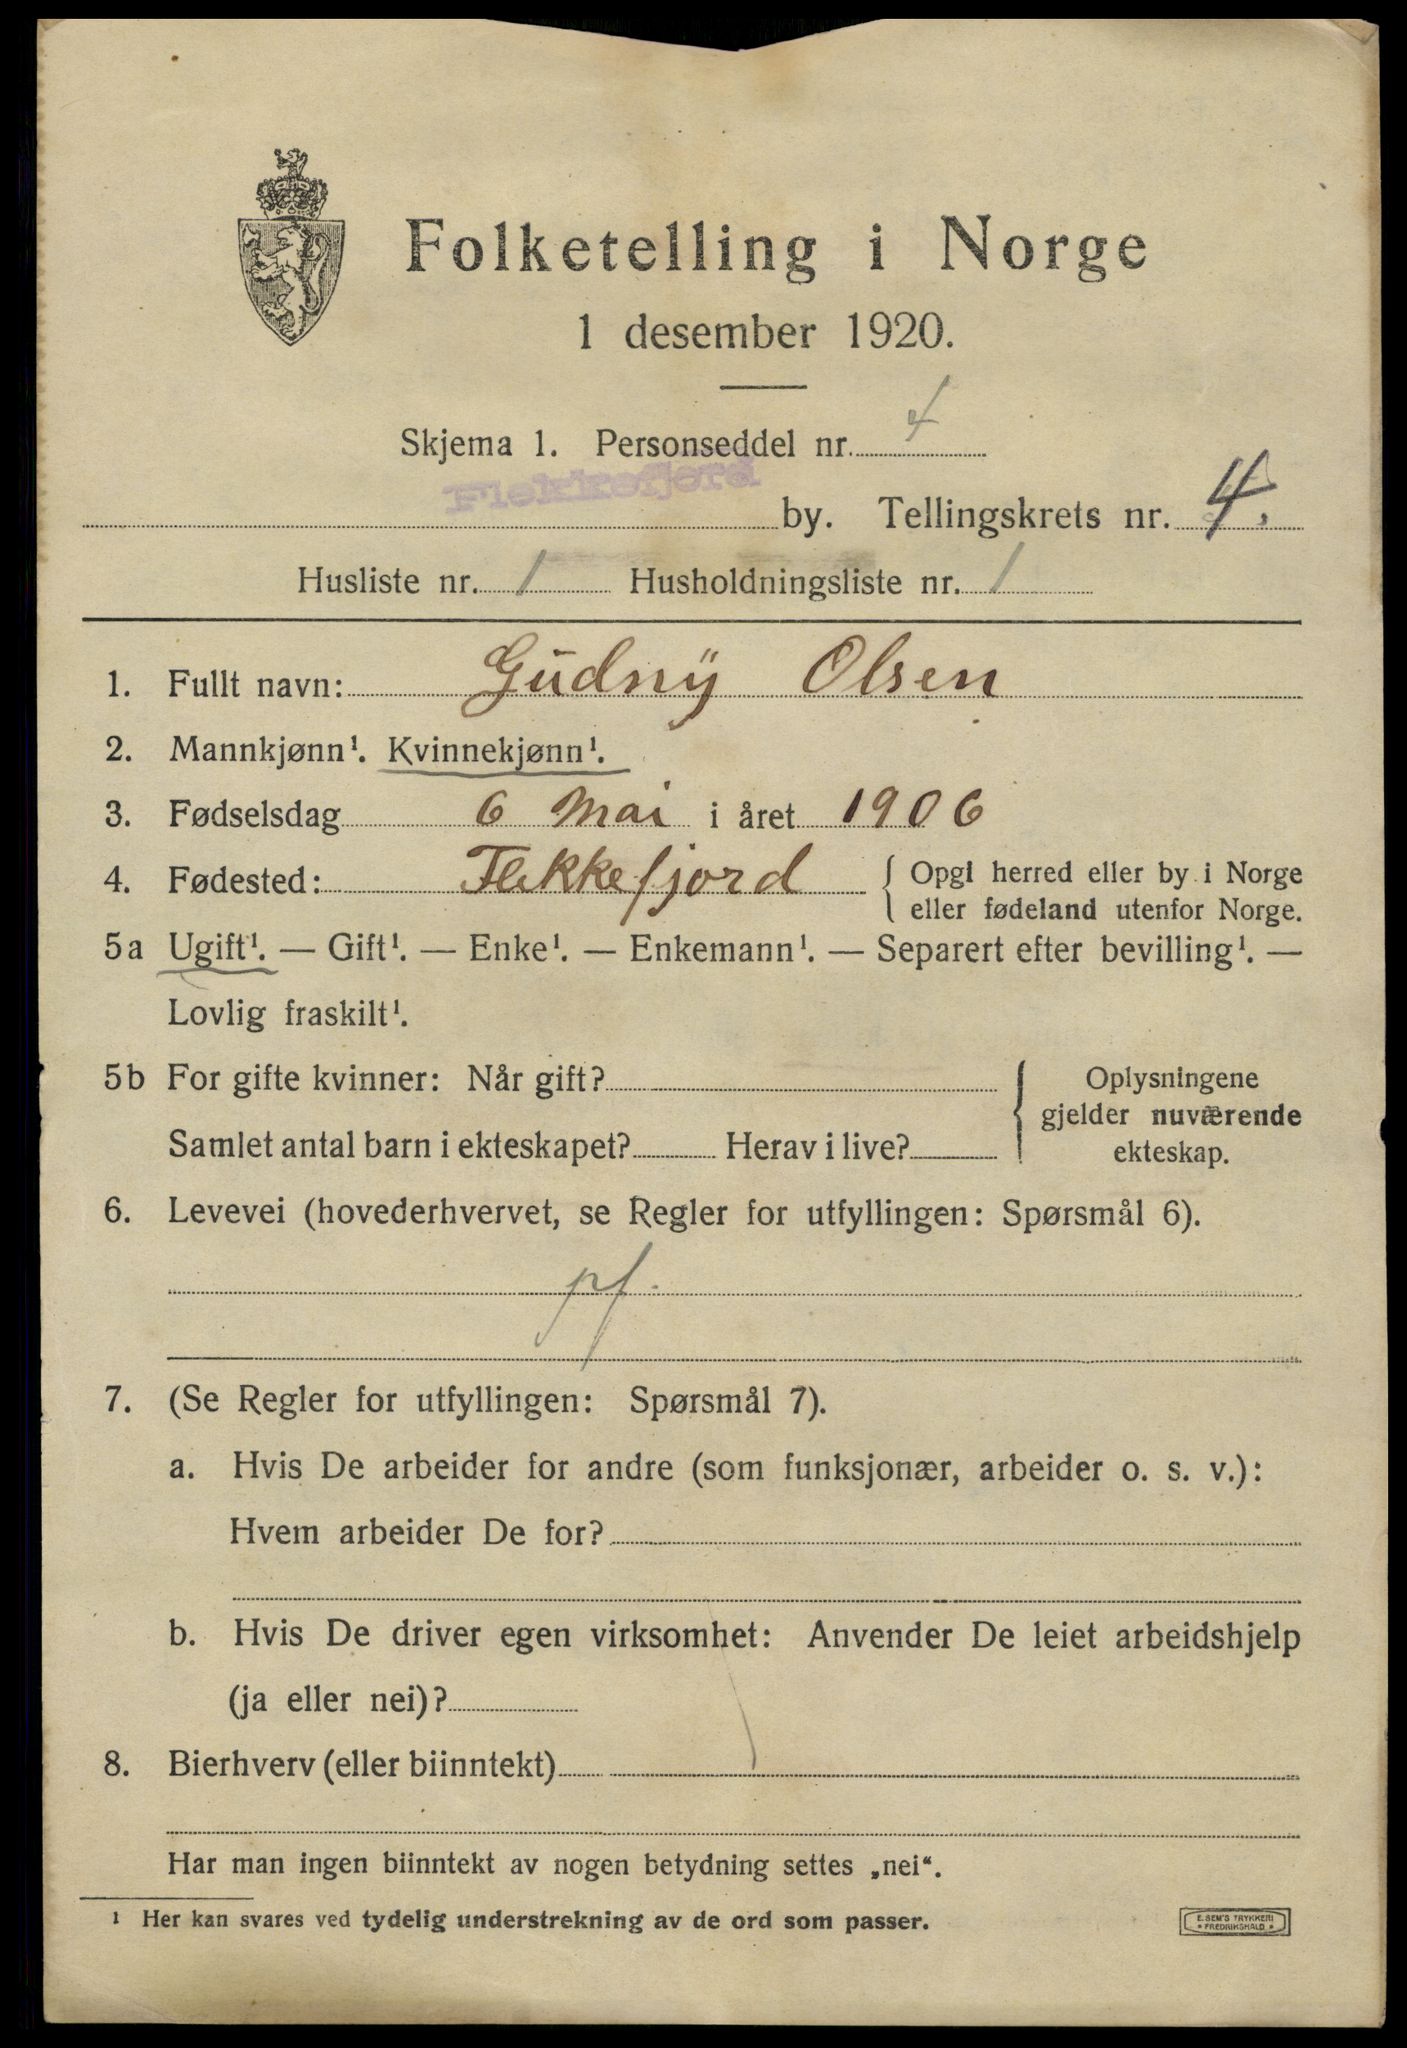 Folketelling i Norge
1 desember 1920.
Skjema 1. Personseddel nr. 4
Flekkefjord by. Tellingskrets nr. 4.
Husliste nr. 1 Husholdningsliste nr. 1
1. Fullt navn: Gudny Olsen
2. Mannkjønn¹. Kvinnekjønn¹.
3. Fødselsdag 6 Mai i året 1906
4. Fødested: Flekkefjord { Opgi herred eller by i Norge
eller fødeland utenfor Norge.
5a Ugift¹. — Gift¹. — Enke¹. — Enkemann¹. — Separert efter bevilling¹. —
Lovlig fraskilt¹.
5b For gifte kvinner: Når gift? { Oplysningene
gjelder nuværende
Samlet antal barn i ekteskapet? Herav i live? ekteskap.
6. Levevei (hovederhvervet, se Regler for utfyllingen: Spørsmål 6).
pf.
7. (Se Regler for utfyllingen: Spørsmål 7).
a. Hvis De arbeider for andre (som funksjonær, arbeider o. s. v.):
Hvem arbeider De for?
b. Hvis De driver egen virksomhet: Anvender De leiet arbeidshjelp
(ja eller nei)?
8. Bierhverv (eller biinntekt)
Har man ingen biinntekt av nogen betydning settes „nei“.
¹ Her kan svares ved tydelig understrekning av de ord som passer.
E. SEM'S TRYKKERI
* FREDRIKSHALD *